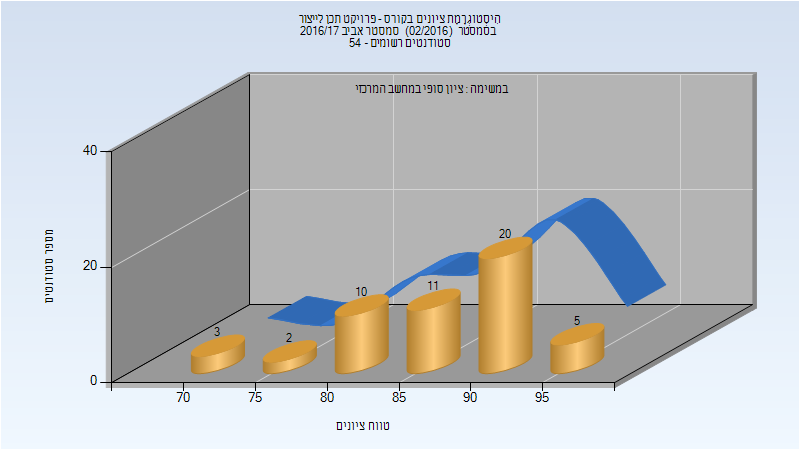 היסטוגרמת ציונים בקורס - פרויקט תכן לייצור
בסמסטר (02/2016) סמסטר אביב 2016/17
סטודנטים רשומים - 54
במשימה : ציון סופי במחשב המרכזי
מספר סטודנטים
40
20
0
3
2
10
11
20
5
70
75
80
85
90
95
טווח ציונים